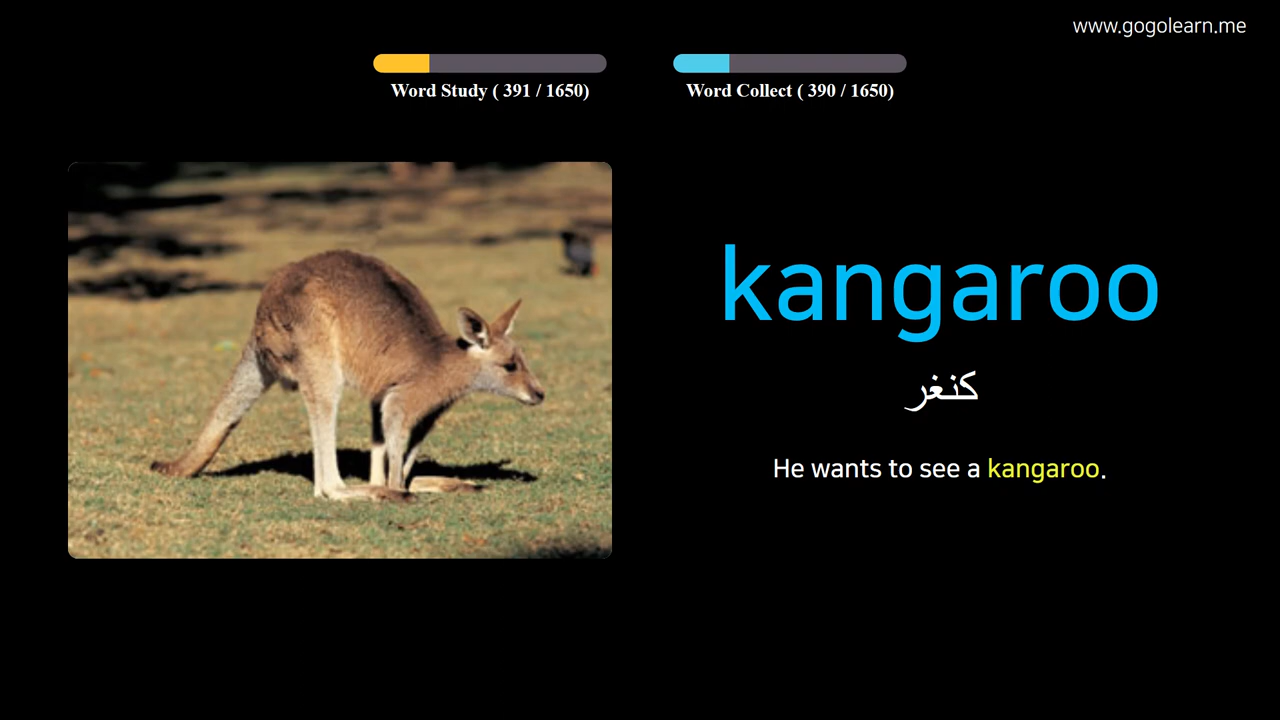 www.gogolearn.me
Word Study ( 391 / 1650)
Word Collect ( 390 / 1650)
kangaroo
كنغر
He wants to see a kangaroo.